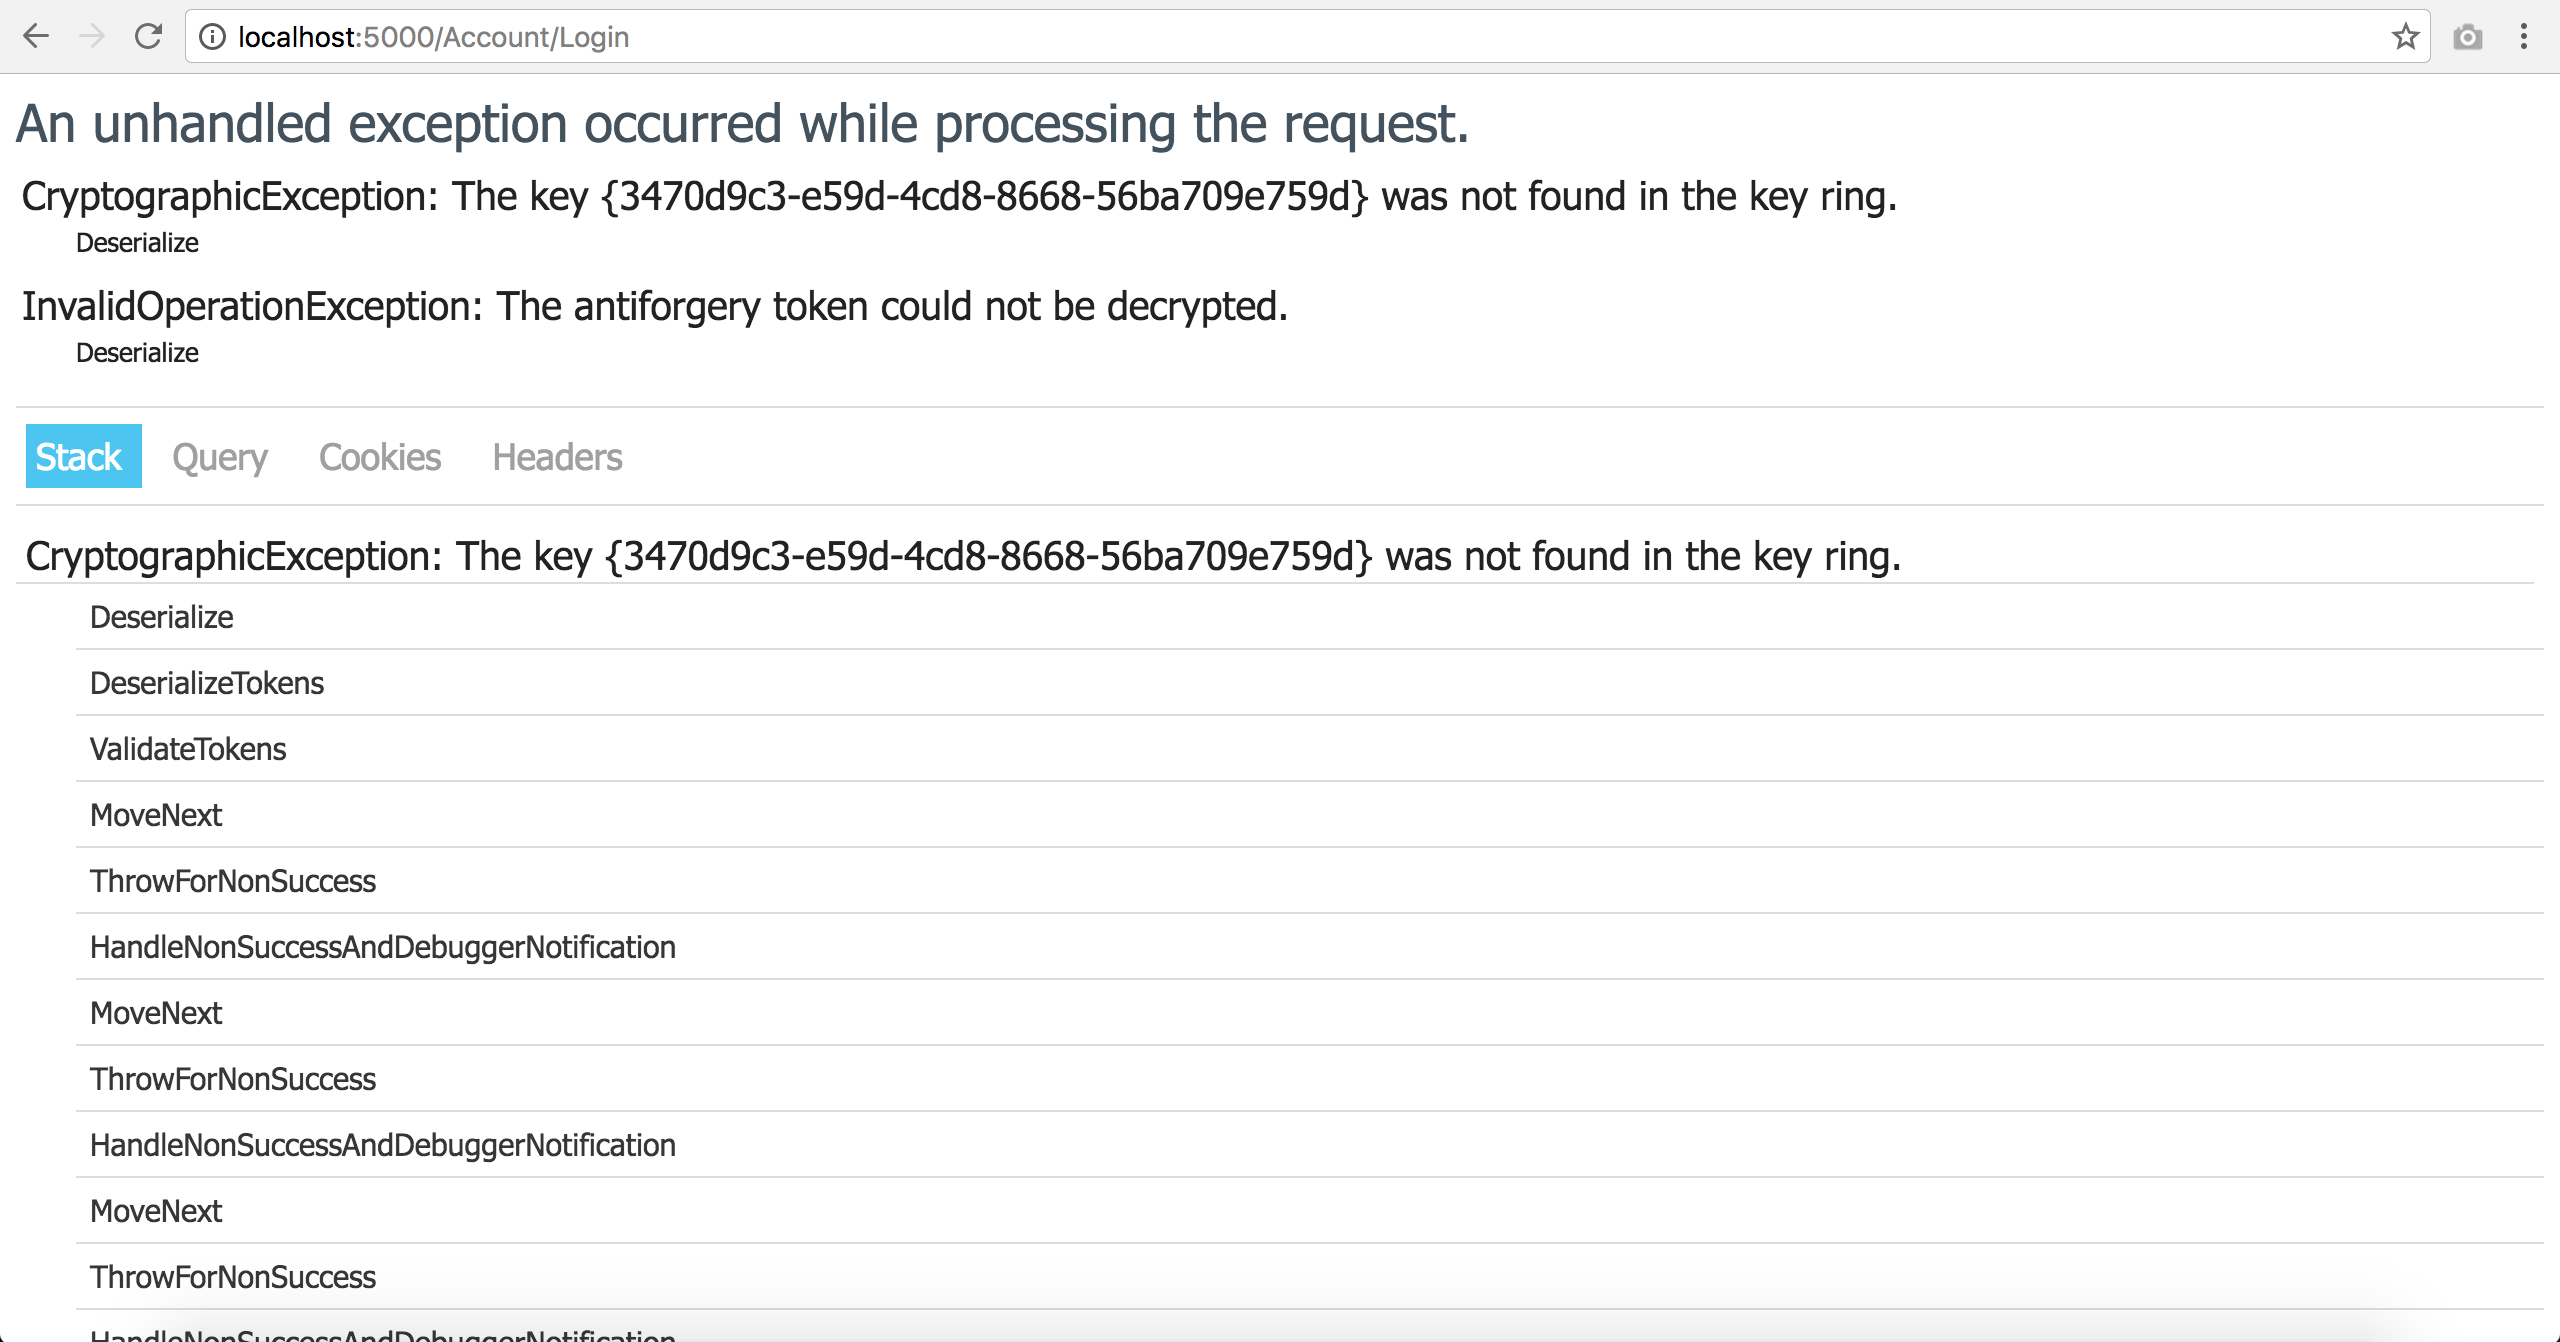 localhost:5000/Account/Login
An unhandled exception occurred while processing the request.
CryptographicException: The key {3470d9c3-e59d-4cd8-8668-56ba709e759d} was not found in the key ring.
Deserialize
InvalidOperationException: The antiforgery token could not be decrypted.
Deserialize
Stack Query Cookies Headers
CryptographicException: The key {3470d9c3-e59d-4cd8-8668-56ba709e759d} was not found in the key ring.
Deserialize
DeserializeTokens
ValidateTokens
MoveNext
ThrowForNonSuccess
HandleNonSuccessAndDebuggerNotification
MoveNext
ThrowForNonSuccess
HandleNonSuccessAndDebuggerNotification
MoveNext
ThrowForNonSuccess
HandleNonSuccessAndDebuggerNotification